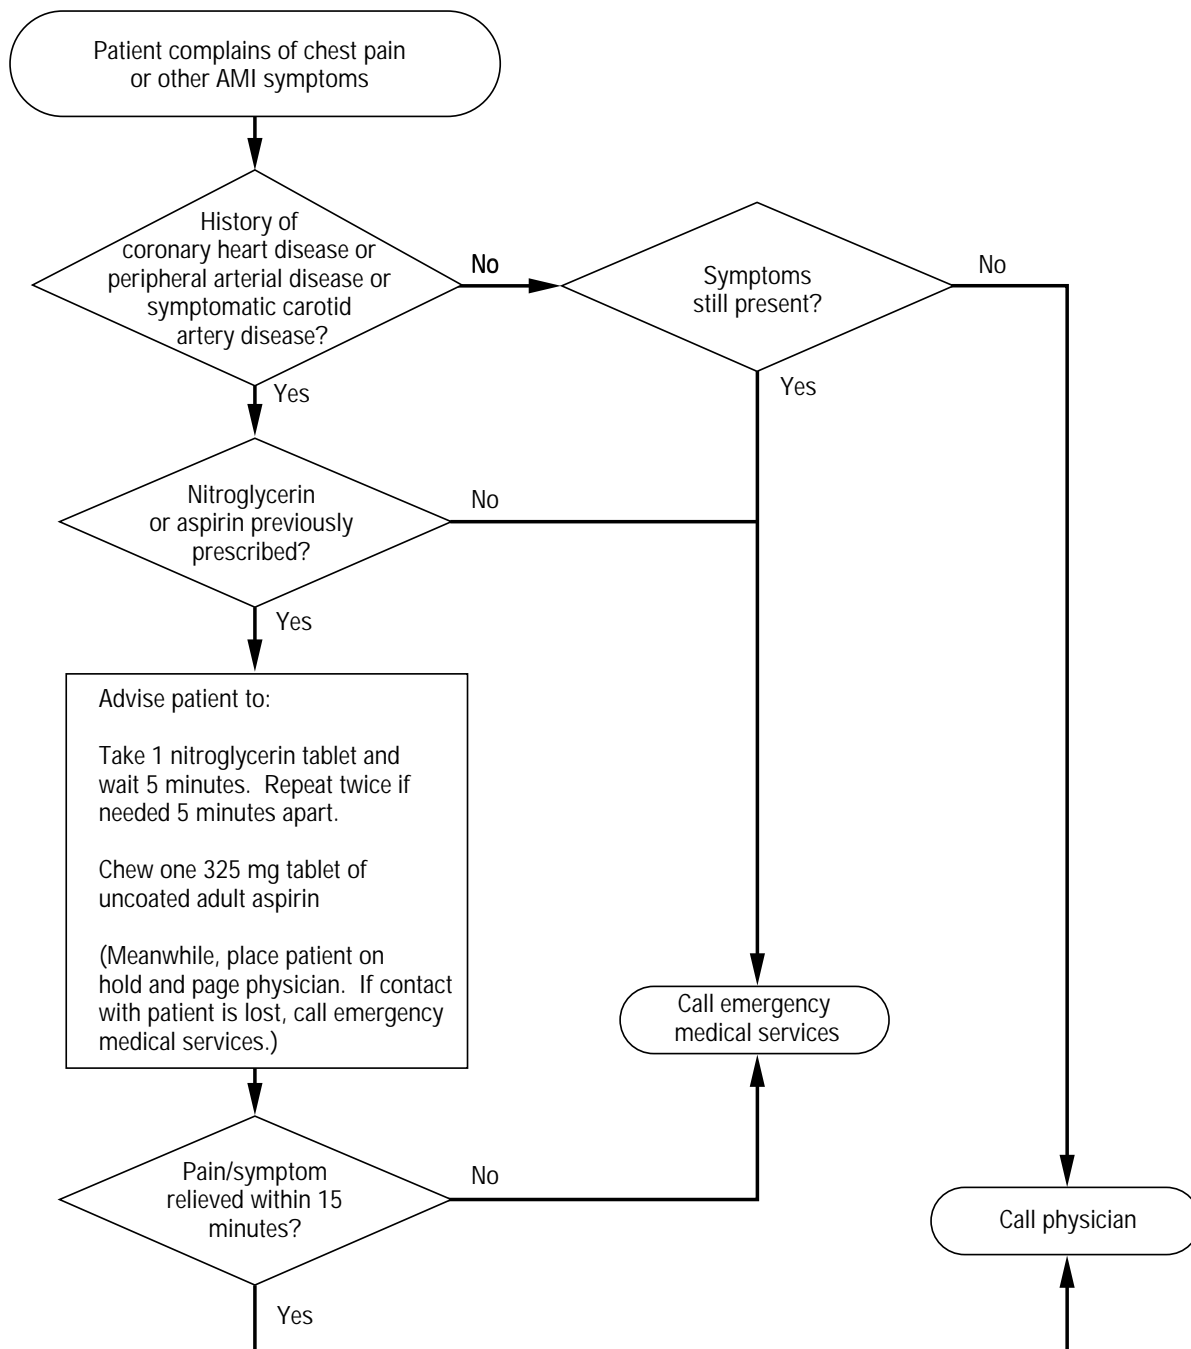 Patient complains of chest pain
or other AMI symptoms
History of
coronary heart disease or
peripheral arterial disease or
symptomatic carotid
artery disease?
No
Symptoms
still present?
No
Yes
Yes
Nitroglycerin
or aspirin previously
prescribed?
No
Yes
Advise patient to:
Take 1 nitroglycerin tablet and
wait 5 minutes.  Repeat twice if
needed 5 minutes apart.
Chew one 325 mg tablet of
uncoated adult aspirin
(Meanwhile, place patient on
hold and page physician.  If contact
with patient is lost, call emergency
medical services.)
Call emergency
medical services
Pain/symptom
relieved within 15
minutes?
No
Call physician
Yes